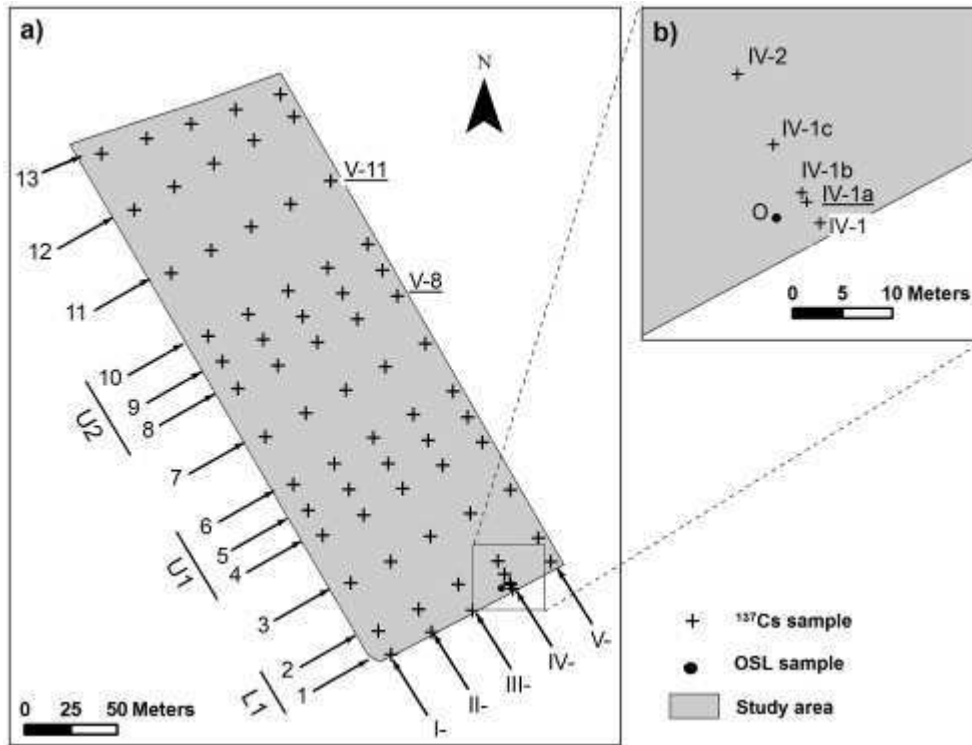 a)
N
V-11
V-8
13
12
11
10
9
8
U2
7
6
5
4
U1
3
2
1
L1
I-
II-
III-
IV-
V-
0 25 50 Meters
b)
IV-2
IV-1c
IV-1b
IV-1a
O
IV-1
0 5 10 Meters
¹³⁷Cs sample
OSL sample
Study area